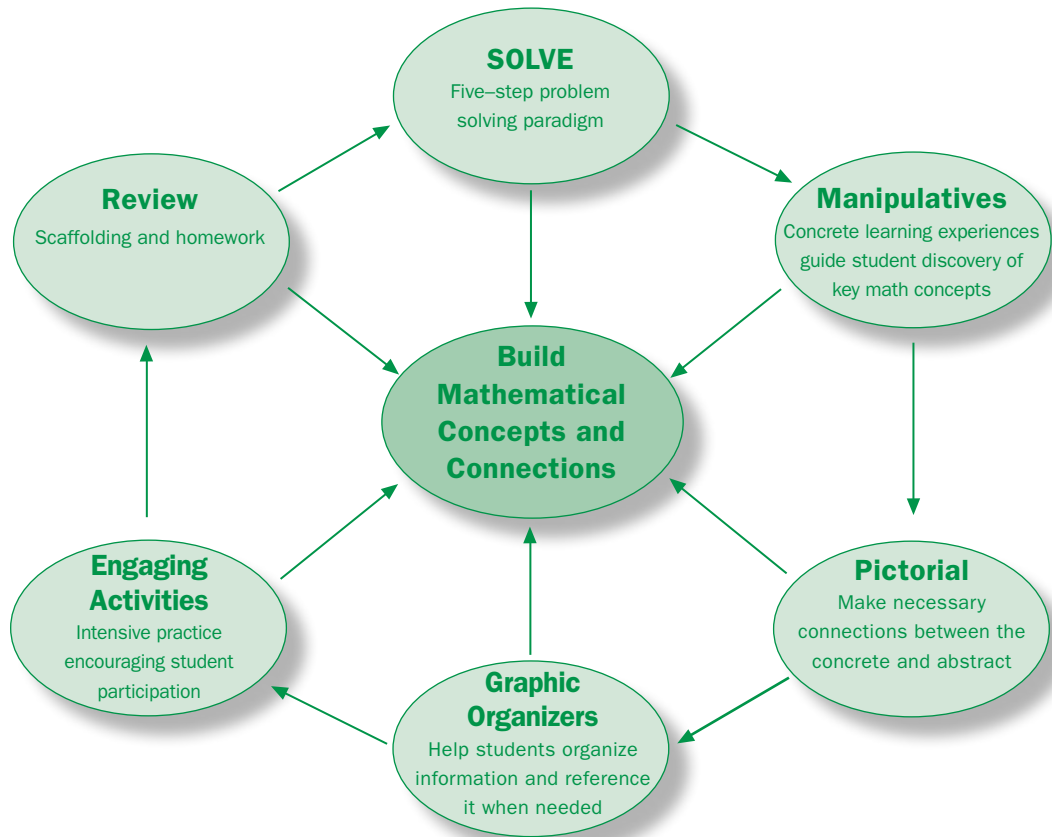 SOLVE
Five–step problem
solving paradigm
Manipulatives
Concrete learning experiences
guide student discovery of
key math concepts
Pictorial
Make necessary
connections between the
concrete and abstract
Graphic
Organizers
Help students organize
information and reference
it when needed
Engaging
Activities
Intensive practice
encouraging student
participation
Review
Scaffolding and homework
Build
Mathematical
Concepts and
Connections